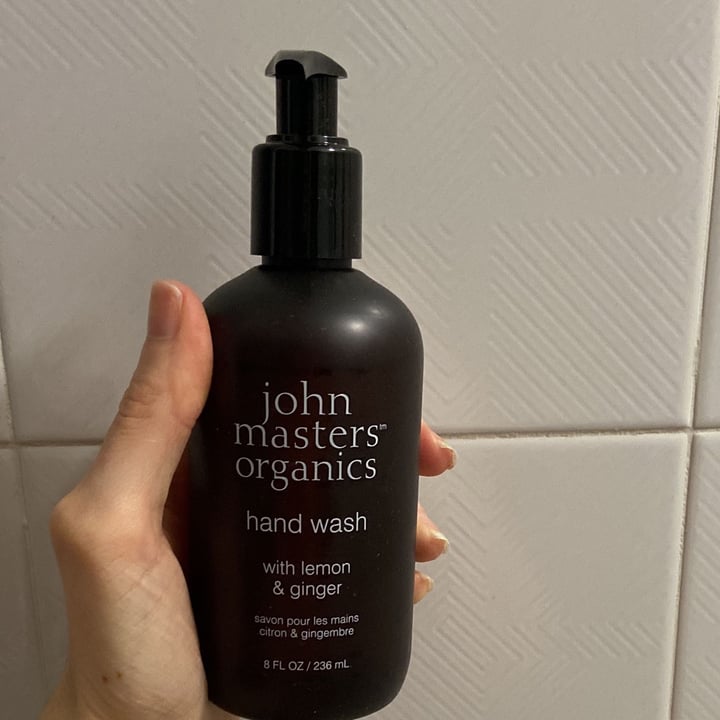 john
masters™
organics
hand wash
with lemon
& ginger
savon pour les mains
citron & gingembre
8 FL OZ / 236 mL